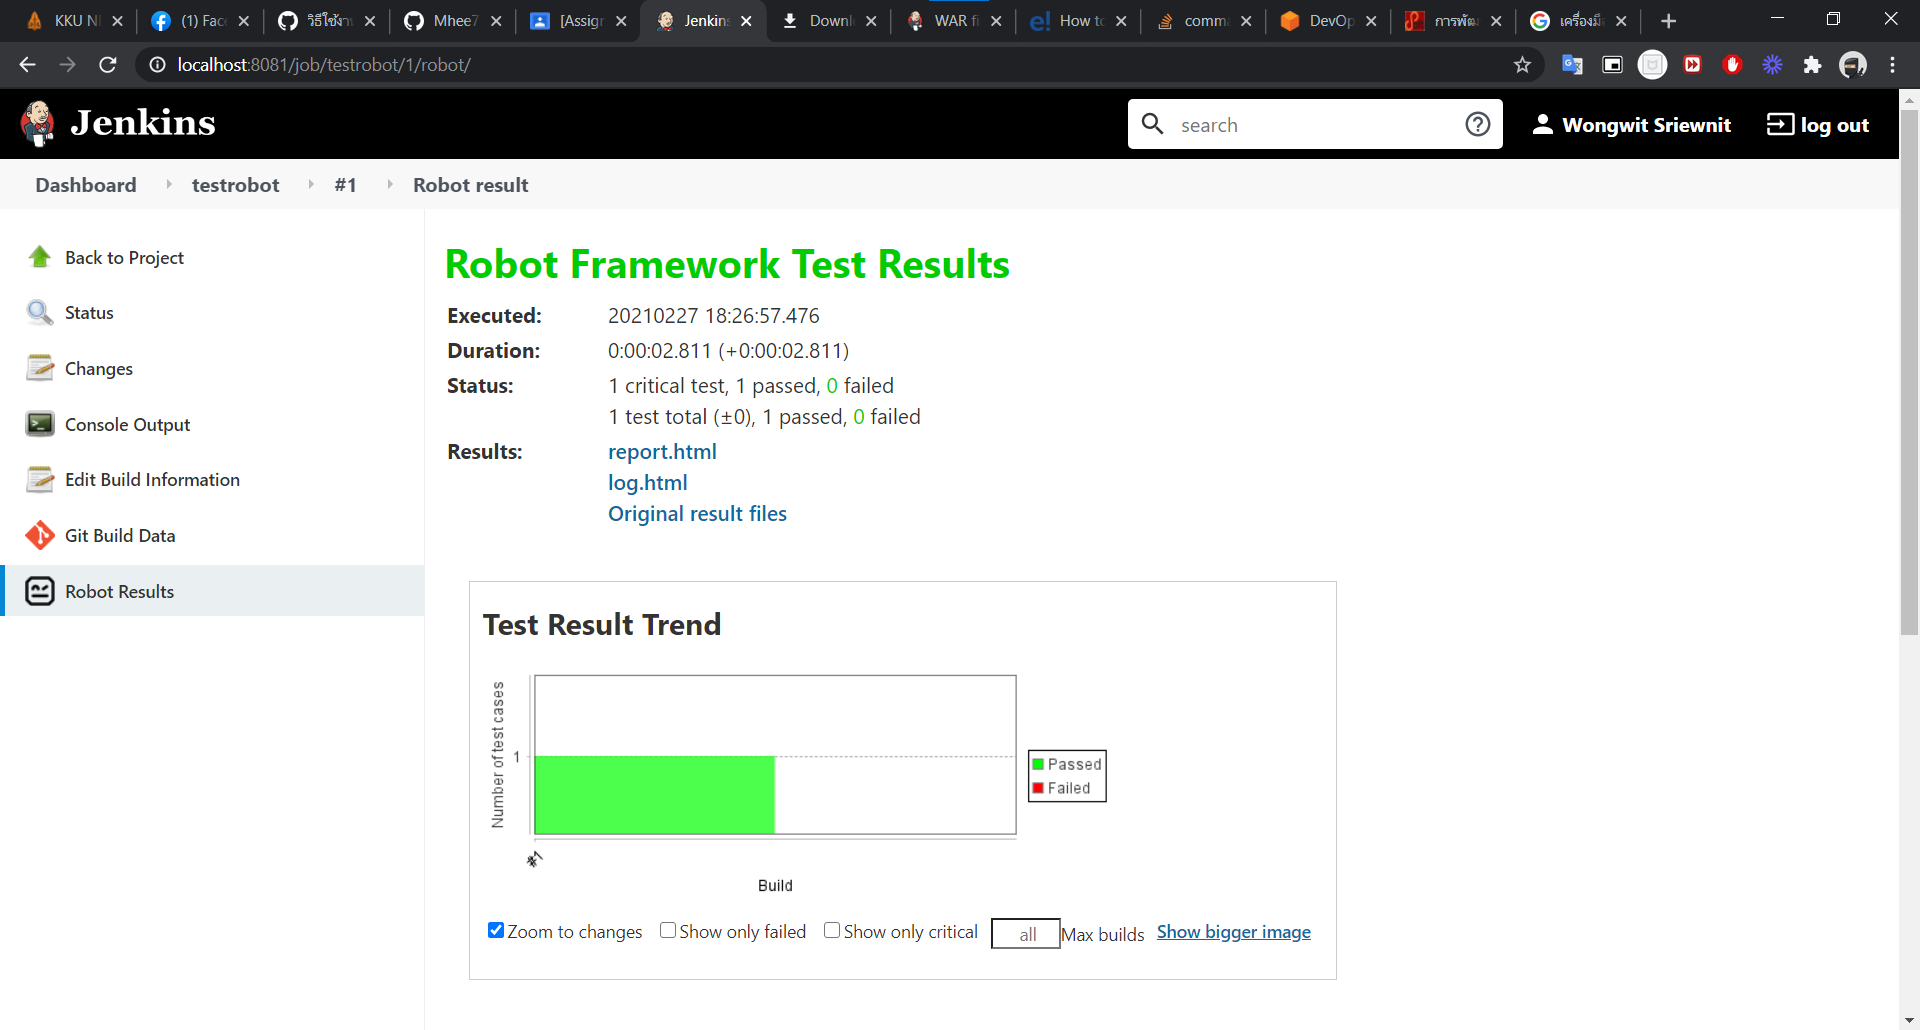 KKU N
(1) Fac
วิธีใช้งา
Mhee7
[Assign
Jenkins
Downl
WAR fi
How to
comma
DevOp
การพัฒ
เครื่องมื
localhost:8081/job/testrobot/1/robot/
Jenkins
search
Wongwit Sriewnit
log out
Dashboard
testrobot
#1
Robot result
Back to Project
Status
Changes
Console Output
Edit Build Information
Git Build Data
Robot Results
Robot Framework Test Results
Executed: 20210227 18:26:57.476
Duration: 0:00:02.811 (+0:00:02.811)
Status: 1 critical test, 1 passed, 0 failed
1 test total (±0), 1 passed, 0 failed
Results: report.html
log.html
Original result files
Test Result Trend
Number of test cases
1
Passed
Failed
Build
Zoom to changes Show only failed Show only critical all Max builds Show bigger image